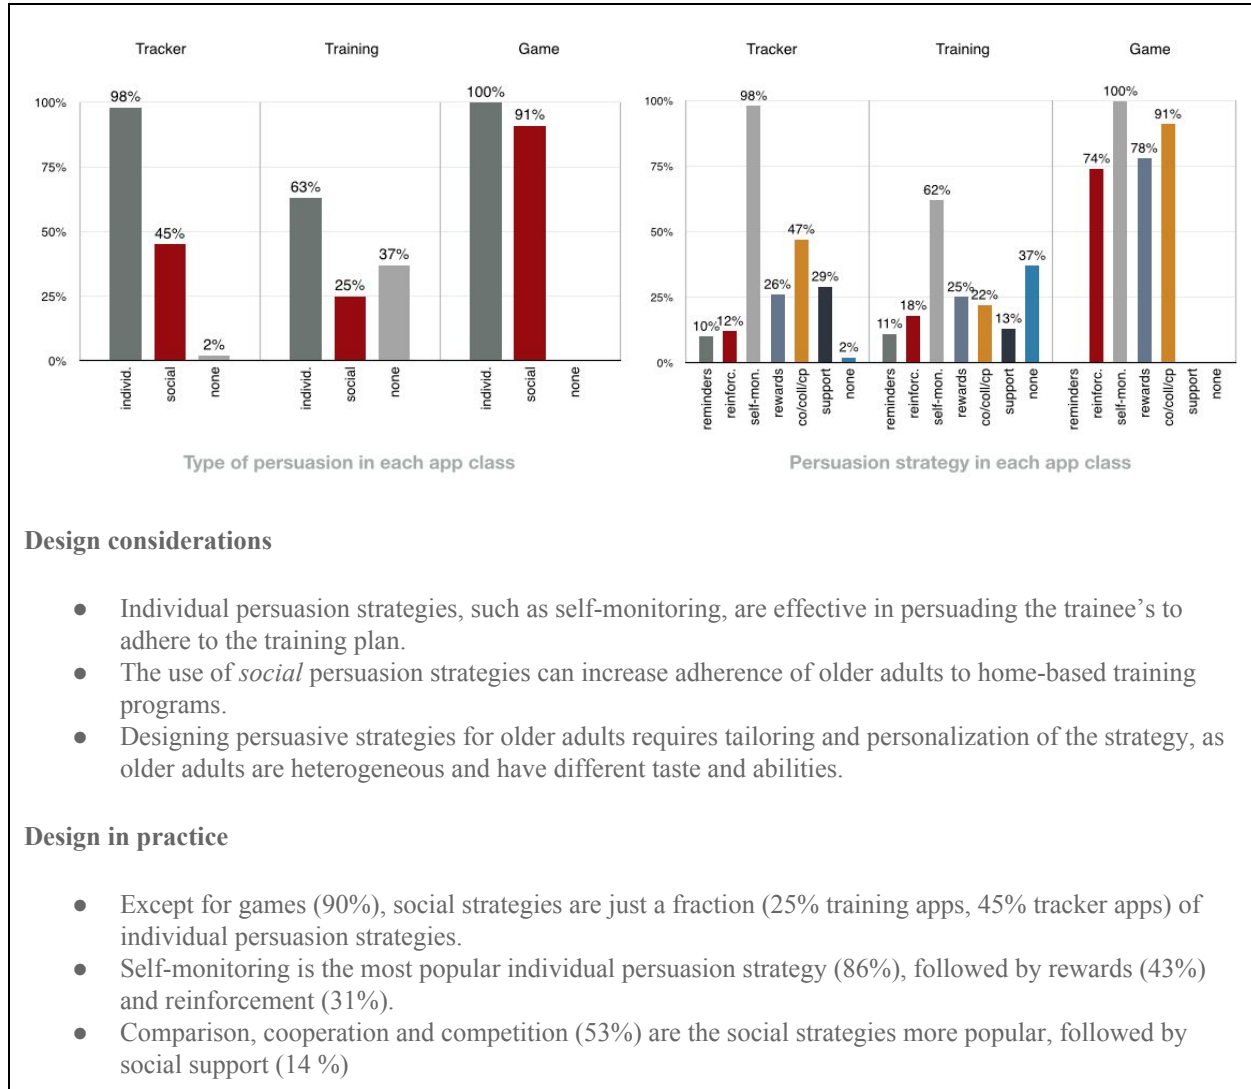 Tracker Training Game
100%
75%
50%
25%
0%
98%
45%
2%
63%
25%
37%
100%
91%
individ. social none individ. social none individ. social none
Type of persuasion in each app class
Tracker Training Game
100%
75%
50%
25%
0%
10%
12%
98%
26%
47%
29%
2%
11%
18%
62%
25%
22%
13%
37%
74%
100%
78%
91%
reminders reinforc. self-mon. rewards co/coll/cp support none reminders reinforc. self-mon. rewards co/coll/cp support none reminders reinforc. self-mon. rewards co/coll/cp support none
Persuasion strategy in each app class
Design considerations
● Individual persuasion strategies, such as self-monitoring, are effective in persuading the trainee’s to
adhere to the training plan.
● The use of social persuasion strategies can increase adherence of older adults to home-based training
programs.
● Designing persuasive strategies for older adults requires tailoring and personalization of the strategy, as
older adults are heterogeneous and have different taste and abilities.
Design in practice
● Except for games (90%), social strategies are just a fraction (25% training apps, 45% tracker apps) of
individual persuasion strategies.
● Self-monitoring is the most popular individual persuasion strategy (86%), followed by rewards (43%)
and reinforcement (31%).
● Comparison, cooperation and competition (53%) are the social strategies more popular, followed by
social support (14 %)